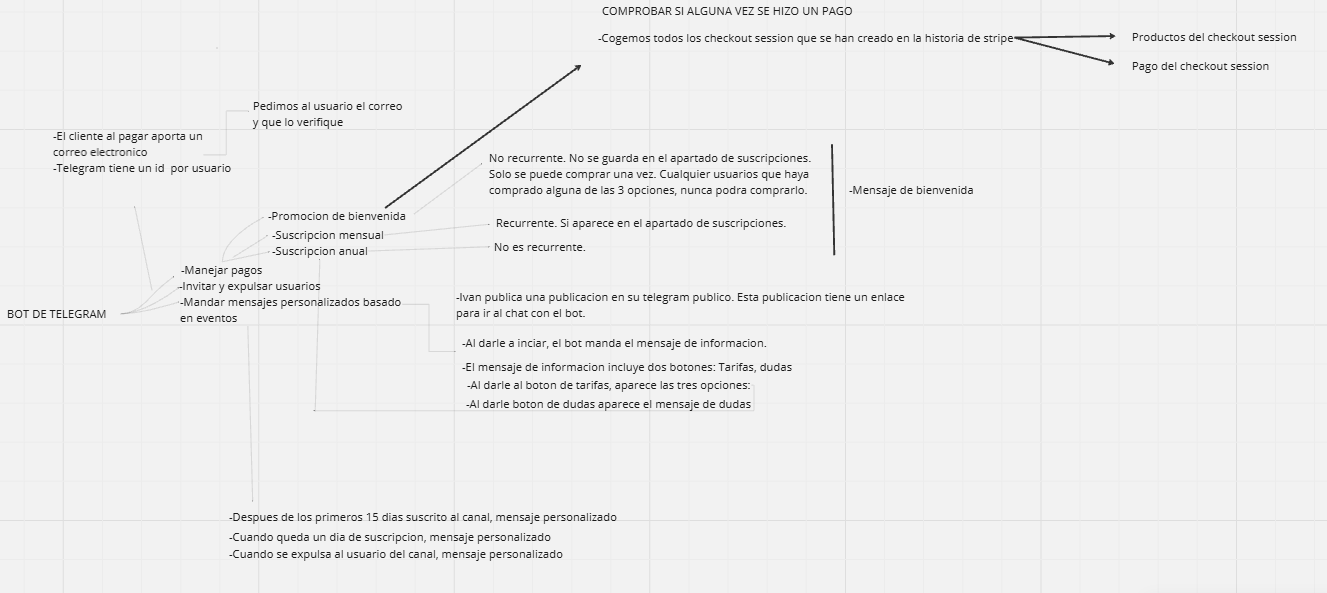 COMPROBAR SI ALGUNA VEZ SE HIZO UN PAGO
-Cogemos todos los checkout session que se han creado en la historia de stripe
Productos del checkout session
Pago del checkout session
Pedimos al usuario el correo
y que lo verifique
-El cliente al pagar aporta un
correo electronico
-Telegram tiene un id  por usuario
No recurrente. No se guarda en el apartado de suscripciones.
Solo se puede comprar una vez. Cualquier usuarios que haya
comprado alguna de las 3 opciones, nunca podra comprarlo.
-Mensaje de bienvenida
-Promocion de bienvenida
-Suscripcion mensual
Recurrente. Si aparece en el apartado de suscripciones.
-Suscripcion anual
No es recurrente.
-Manejar pagos
-Invitar y expulsar usuarios
-Mandar mensajes personalizados basado
en eventos
BOT DE TELEGRAM
-Ivan publica una publicacion en su telegram publico. Esta publicacion tiene un enlace
para ir al chat con el bot.
-Al darle a inciar, el bot manda el mensaje de informacion.
-El mensaje de informacion incluye dos botones: Tarifas, dudas
-Al darle al boton de tarifas, aparece las tres opciones:
-Al darle boton de dudas aparece el mensaje de dudas
-Despues de los primeros 15 dias suscrito al canal, mensaje personalizado
-Cuando queda un dia de suscripcion, mensaje personalizado
-Cuando se expulsa al usuario del canal, mensaje personalizado